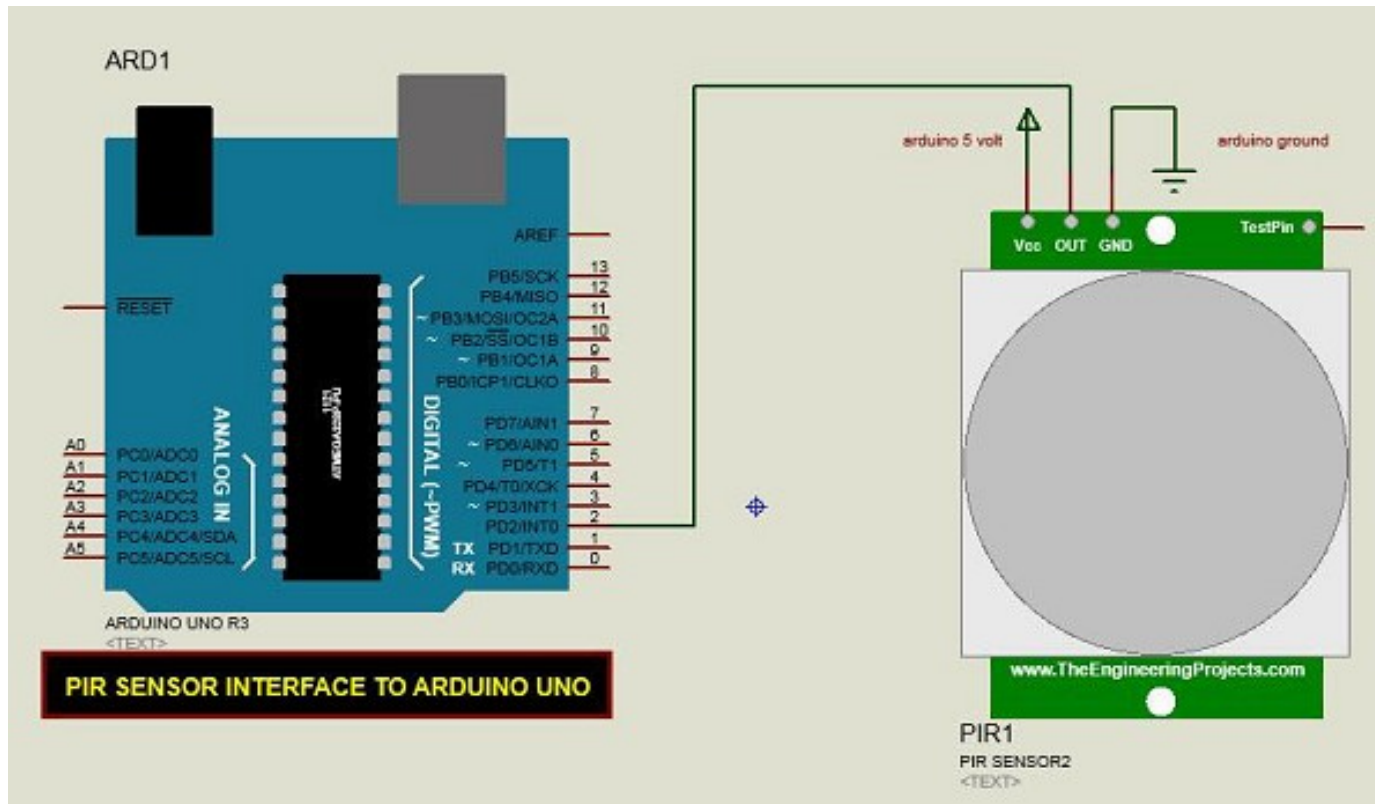 ARD1
RESET
AREF
PB5/SCK 13
PB4/MISO 12
~ PB3/MOSI/OC2A 11
~ PB2/SS/OC1B 10
~ PB1/OC1A 9
PB0/ICP1/CLKO 8
PD7/AIN1 7
~ PD6/AIN0 6
~ PD5/T1 5
PD4/T0/XCK 4
~ PD3/INT1 3
PD2/INT0 2
TX PD1/TXD 1
RX PD0/RXD 0
DIGITAL (~PWM)
ANALOG IN
A0 PC0/ADC0
A1 PC1/ADC1
A2 PC2/ADC2
A3 PC3/ADC3
A4 PC4/ADC4/SDA
A5 PC5/ADC5/SCL
ARDUINO UNO R3
<TEXT>
PIR SENSOR INTERFACE TO ARDUINO UNO
arduino 5 volt
arduino ground
Vcc OUT GND
TestPin
www.TheEngineeringProjects.com
PIR1
PIR SENSOR2
<TEXT>